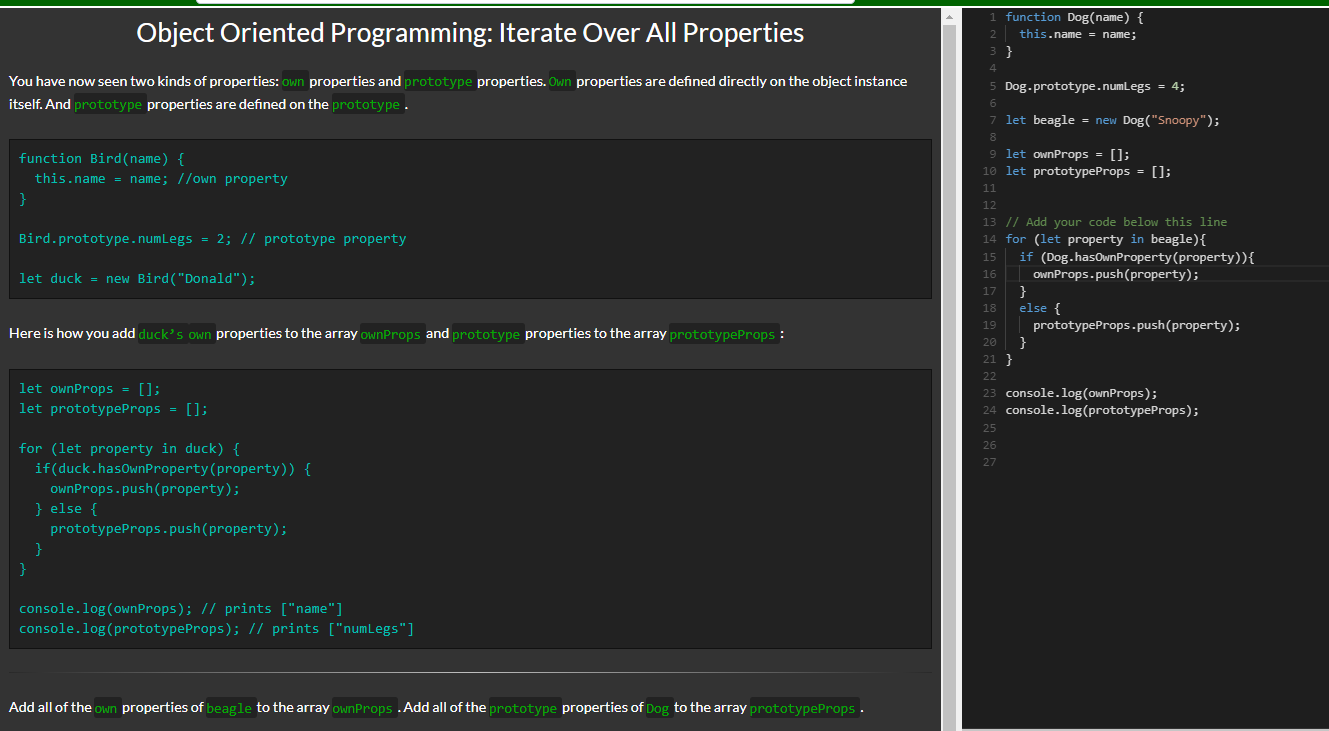 Object Oriented Programming: Iterate Over All Properties
You have now seen two kinds of properties: own properties and prototype properties. Own properties are defined directly on the object instance
itself. And prototype properties are defined on the prototype .
function Bird(name) {
  this.name = name; //own property
}
Bird.prototype.numLegs = 2; // prototype property
let duck = new Bird("Donald");
Here is how you add duck’s own properties to the array ownProps and prototype properties to the array prototypeProps :
let ownProps = [];
let prototypeProps = [];
for (let property in duck) {
  if(duck.hasOwnProperty(property)) {
    ownProps.push(property);
  } else {
    prototypeProps.push(property);
  }
}
console.log(ownProps); // prints ["name"]
console.log(prototypeProps); // prints ["numLegs"]
Add all of the own properties of beagle to the array ownProps . Add all of the prototype properties of Dog to the array prototypeProps .
1 function Dog(name) {
2   this.name = name;
3 }
4
5 Dog.prototype.numLegs = 4;
6
7 let beagle = new Dog("Snoopy");
8
9 let ownProps = [];
10 let prototypeProps = [];
11
12
13 // Add your code below this line
14 for (let property in beagle){
15   if (Dog.hasOwnProperty(property)){
16     ownProps.push(property);
17   }
18   else {
19     prototypeProps.push(property);
20   }
21 }
22
23 console.log(ownProps);
24 console.log(prototypeProps);
25
26
27